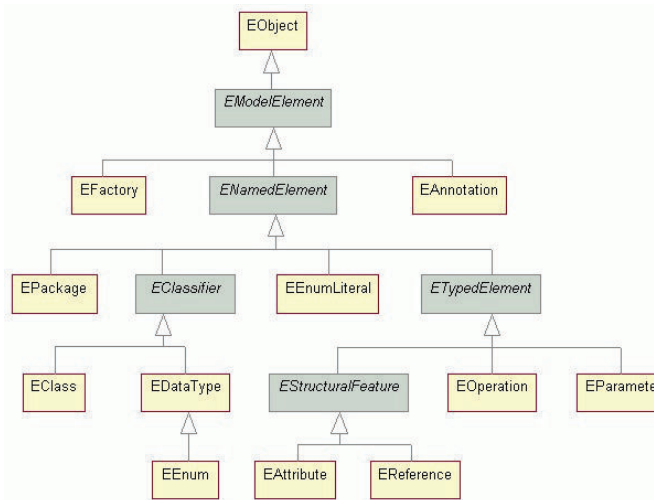 EObject
EModelElement
EFactory
ENamedElement
EAnnotation
EPackage
EClassifier
EEnumLiteral
ETypedElement
EClass
EDataType
EStructuralFeature
EOperation
EParamete
EEnum
EAttribute
EReference